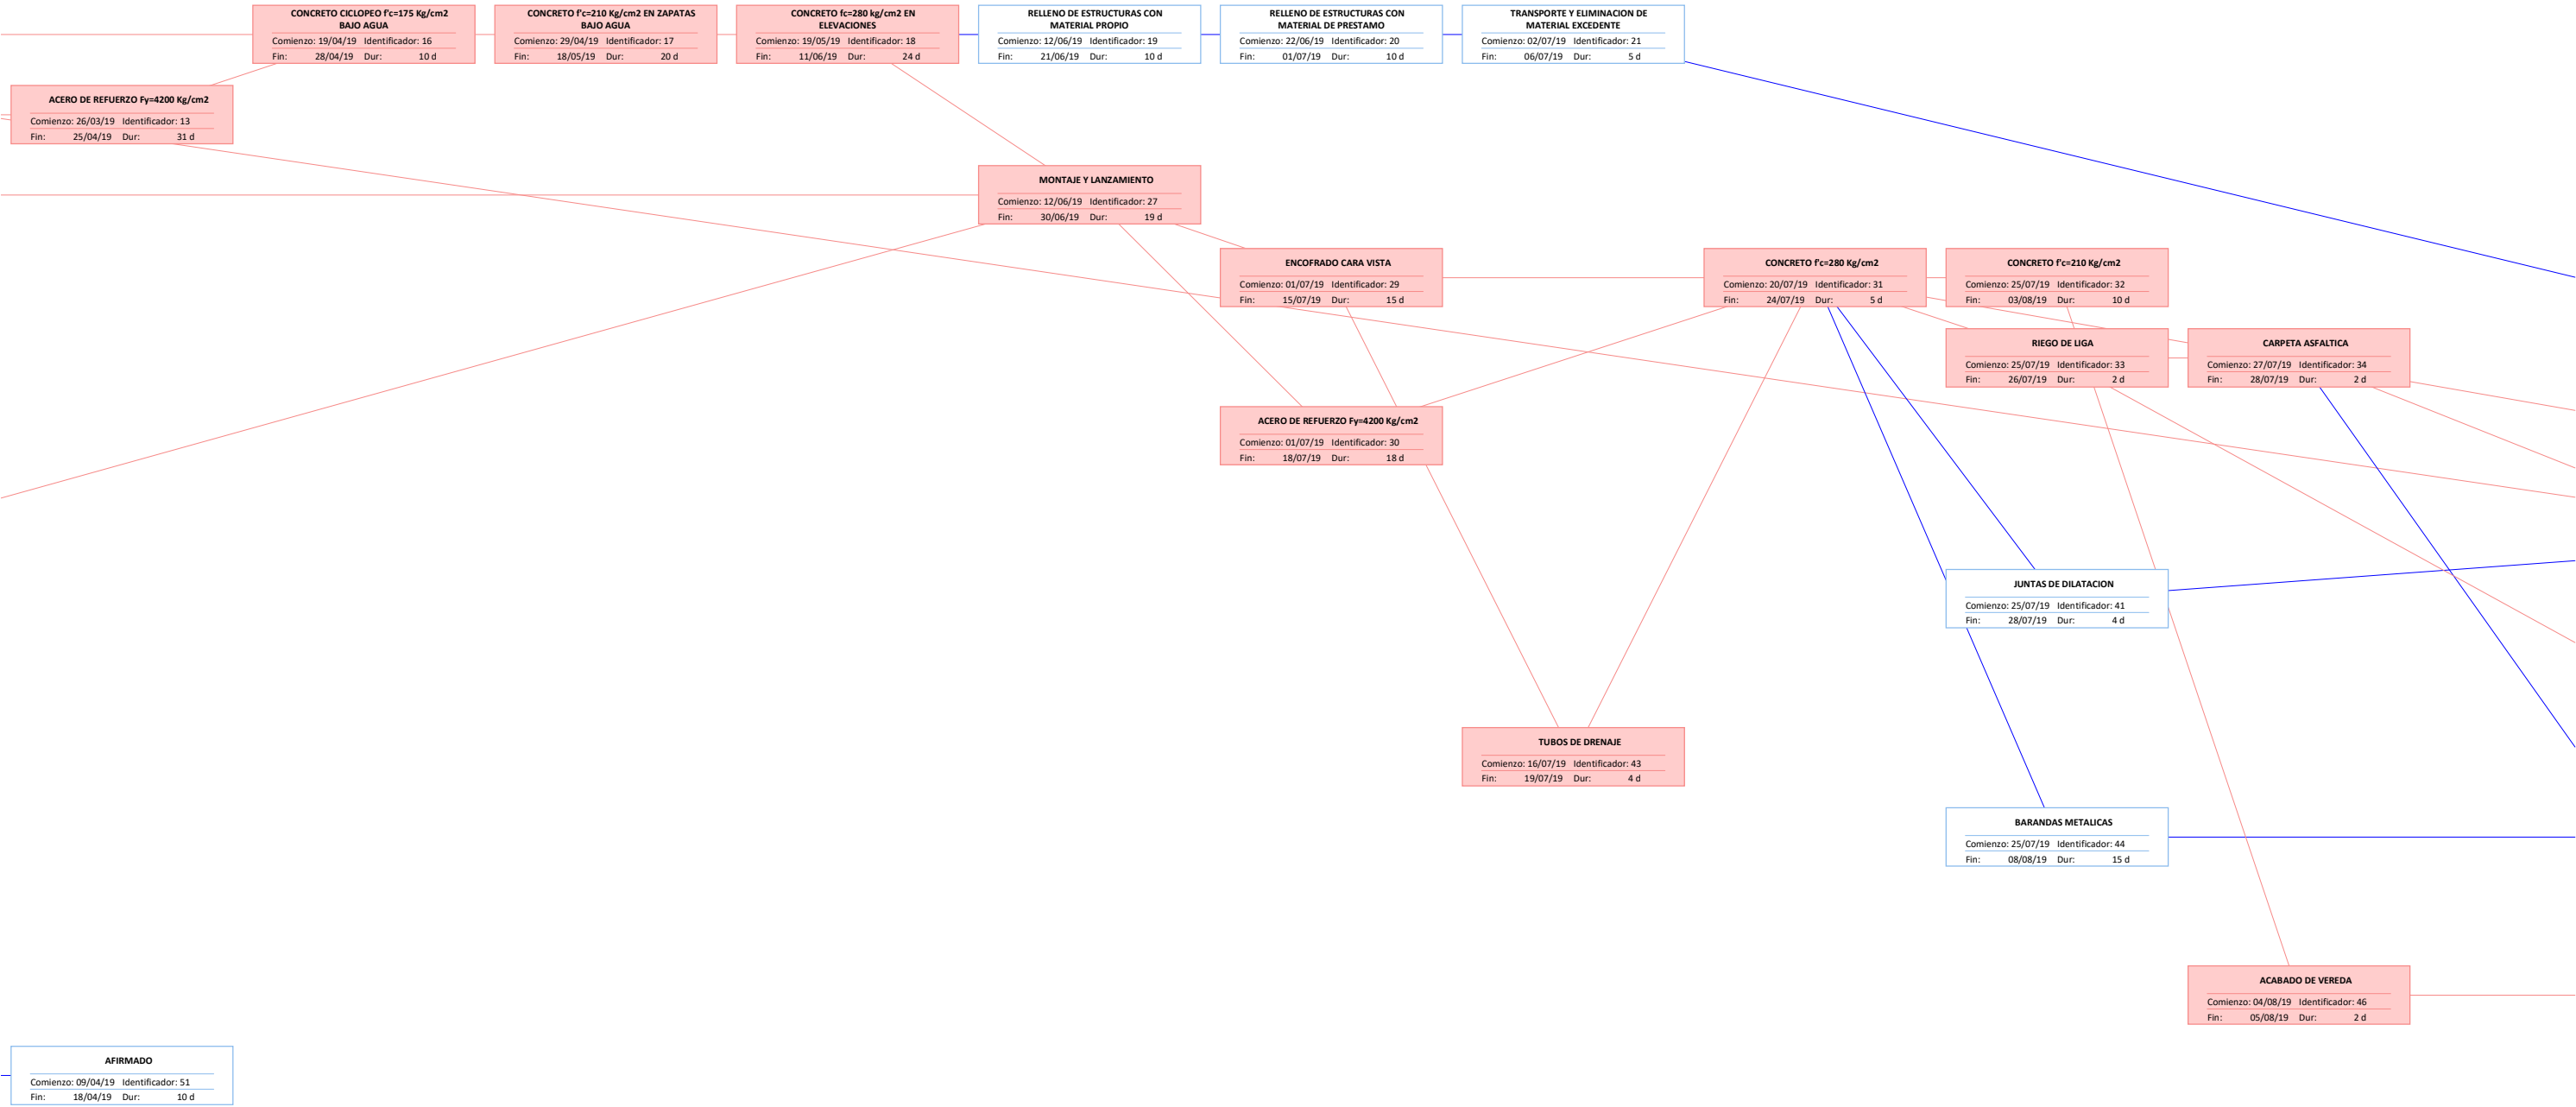 CONCRETO CICLOPEO f'c=175 Kg/cm2
BAJO AGUA
Comienzo: 19/04/19 Identificador: 16
Fin: 28/04/19 Dur: 10 d
CONCRETO f'c=210 Kg/cm2 EN ZAPATAS
BAJO AGUA
Comienzo: 29/04/19 Identificador: 17
Fin: 18/05/19 Dur: 20 d
CONCRETO fc=280 kg/cm2 EN
ELEVACIONES
Comienzo: 19/05/19 Identificador: 18
Fin: 11/06/19 Dur: 24 d
RELLENO DE ESTRUCTURAS CON
MATERIAL PROPIO
Comienzo: 12/06/19 Identificador: 19
Fin: 21/06/19 Dur: 10 d
RELLENO DE ESTRUCTURAS CON
MATERIAL DE PRESTAMO
Comienzo: 22/06/19 Identificador: 20
Fin: 01/07/19 Dur: 10 d
TRANSPORTE Y ELIMINACION DE
MATERIAL EXCEDENTE
Comienzo: 02/07/19 Identificador: 21
Fin: 06/07/19 Dur: 5 d
ACERO DE REFUERZO Fy=4200 Kg/cm2
Comienzo: 26/03/19 Identificador: 13
Fin: 25/04/19 Dur: 31 d
MONTAJE Y LANZAMIENTO
Comienzo: 12/06/19 Identificador: 27
Fin: 30/06/19 Dur: 19 d
ENCOFRADO CARA VISTA
Comienzo: 01/07/19 Identificador: 29
Fin: 15/07/19 Dur: 15 d
CONCRETO f'c=280 Kg/cm2
Comienzo: 20/07/19 Identificador: 31
Fin: 24/07/19 Dur: 5 d
CONCRETO f'c=210 Kg/cm2
Comienzo: 25/07/19 Identificador: 32
Fin: 03/08/19 Dur: 10 d
RIEGO DE LIGA
Comienzo: 25/07/19 Identificador: 33
Fin: 26/07/19 Dur: 2 d
CARPETA ASFALTICA
Comienzo: 27/07/19 Identificador: 34
Fin: 28/07/19 Dur: 2 d
ACERO DE REFUERZO Fy=4200 Kg/cm2
Comienzo: 01/07/19 Identificador: 30
Fin: 18/07/19 Dur: 18 d
JUNTAS DE DILATACION
Comienzo: 25/07/19 Identificador: 41
Fin: 28/07/19 Dur: 4 d
TUBOS DE DRENAJE
Comienzo: 16/07/19 Identificador: 43
Fin: 19/07/19 Dur: 4 d
BARANDAS METALICAS
Comienzo: 25/07/19 Identificador: 44
Fin: 08/08/19 Dur: 15 d
ACABADO DE VEREDA
Comienzo: 04/08/19 Identificador: 46
Fin: 05/08/19 Dur: 2 d
AFIRMADO
Comienzo: 09/04/19 Identificador: 51
Fin: 18/04/19 Dur: 10 d